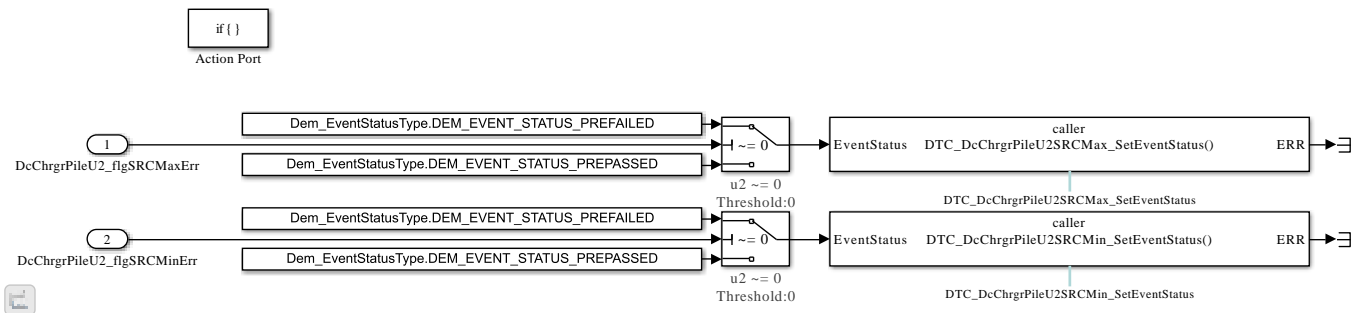 if { }
Action Port
Dem_EventStatusType.DEM_EVENT_STATUS_PREFAILED
caller
1
~= 0
EventStatus
DTC_DcChrgrPileU2SRCMax_SetEventStatus()
ERR
DcChrgrPileU2_flgSRCMaxErr
Dem_EventStatusType.DEM_EVENT_STATUS_PREPASSED
u2 ~= 0
Threshold:0
DTC_DcChrgrPileU2SRCMax_SetEventStatus
Dem_EventStatusType.DEM_EVENT_STATUS_PREFAILED
caller
2
~= 0
EventStatus
DTC_DcChrgrPileU2SRCMin_SetEventStatus()
ERR
DcChrgrPileU2_flgSRCMinErr
Dem_EventStatusType.DEM_EVENT_STATUS_PREPASSED
u2 ~= 0
Threshold:0
DTC_DcChrgrPileU2SRCMin_SetEventStatus